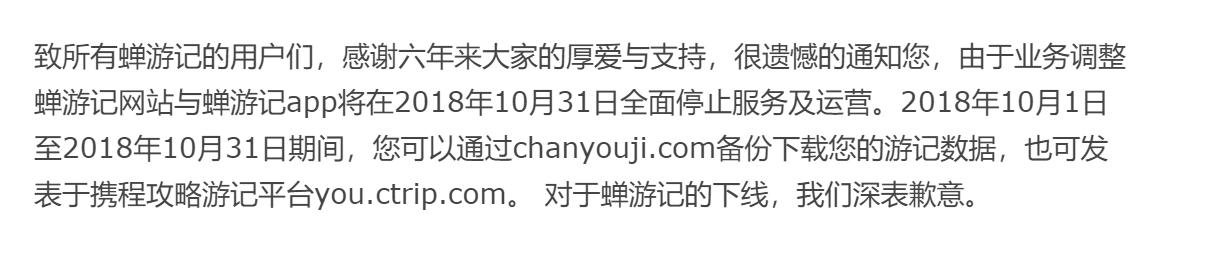 致所有蝉游记的用户们，感谢六年来大家的厚爱与支持，很遗憾的通知您，由于业务调整
蝉游记网站与蝉游记app将在2018年10月31日全面停止服务及运营。2018年10月1日
至2018年10月31日期间，您可以通过chanyouji.com备份下载您的游记数据，也可发
表于携程攻略游记平台you.ctrip.com。 对于蝉游记的下线，我们深表歉意。